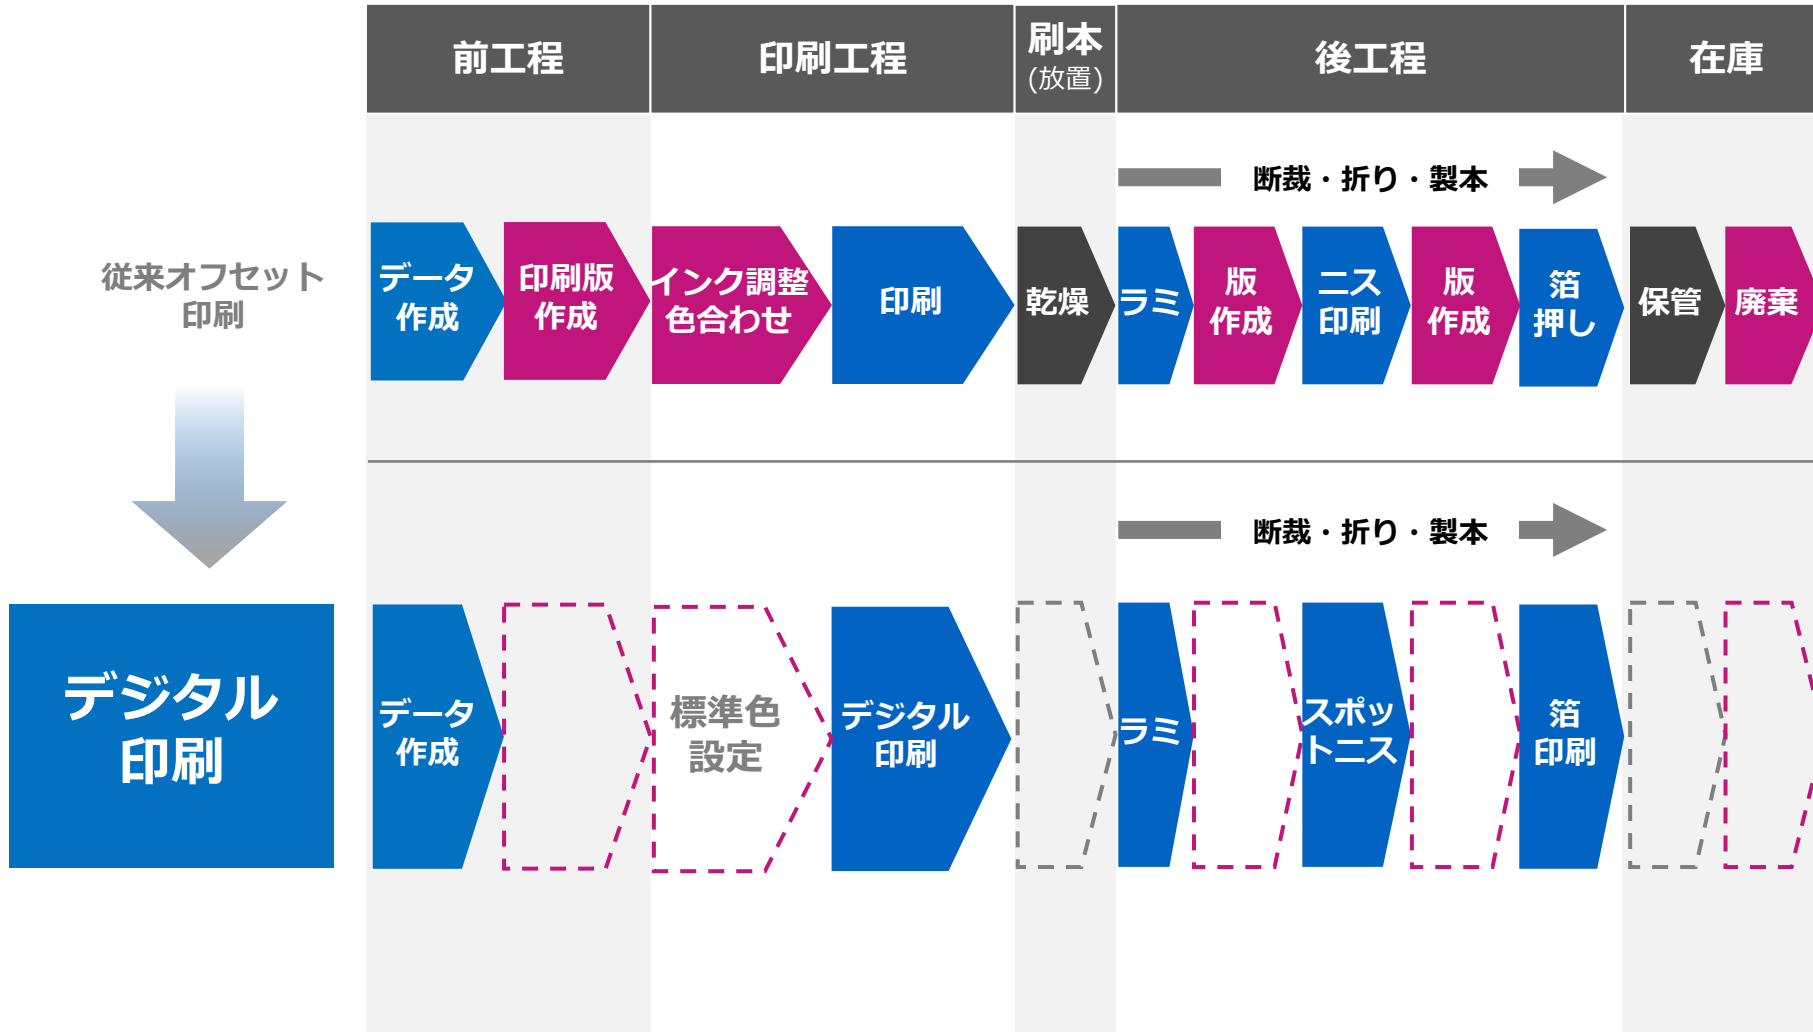 前工程
印刷工程
刷本
(放置)
後工程
在庫
断裁・折り・製本
従来オフセット
印刷
データ
作成
印刷版
作成
インク調整
色合わせ
印刷
乾燥
ラミ
版
作成
ニス
印刷
版
作成
箔
押し
保管
廃棄
断裁・折り・製本
デジタル
印刷
データ
作成
標準色
設定
デジタル
印刷
ラミ
スポッ
トニス
箔
印刷